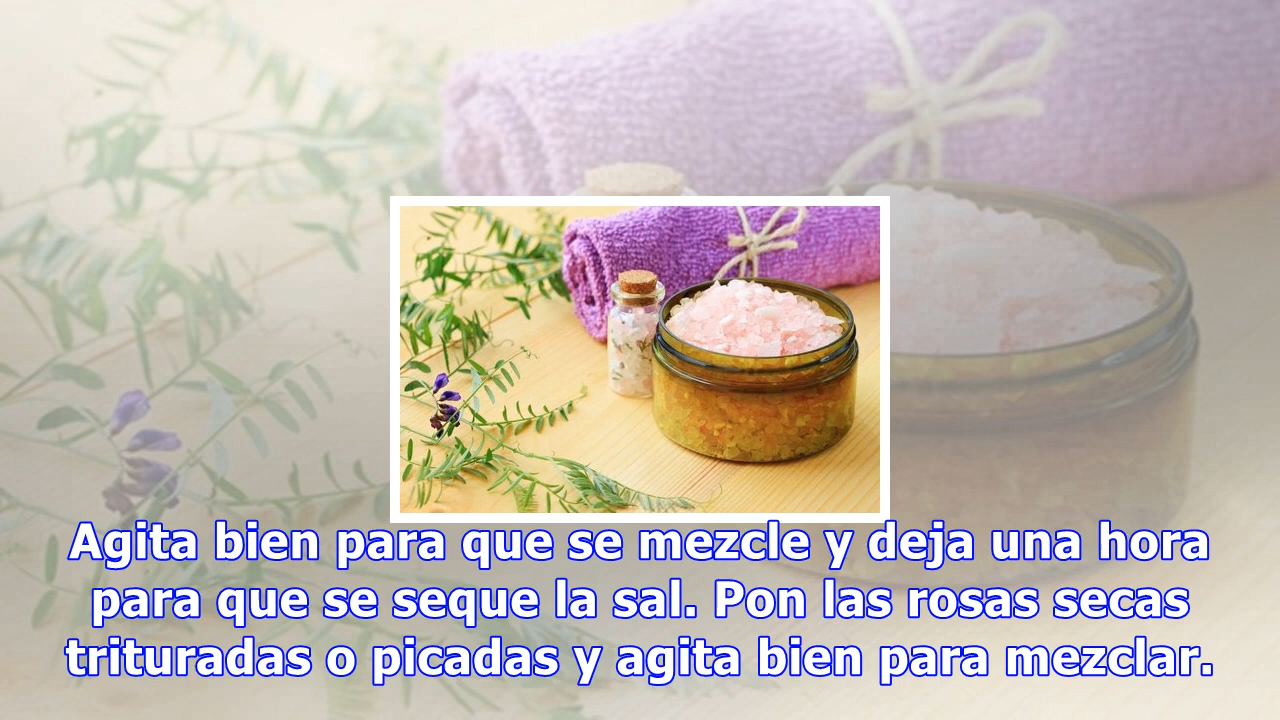 Agita bien para que se mezcle y deja una hora
para que se seque la sal. Pon las rosas secas
trituradas o picadas y agita bien para mezclar.